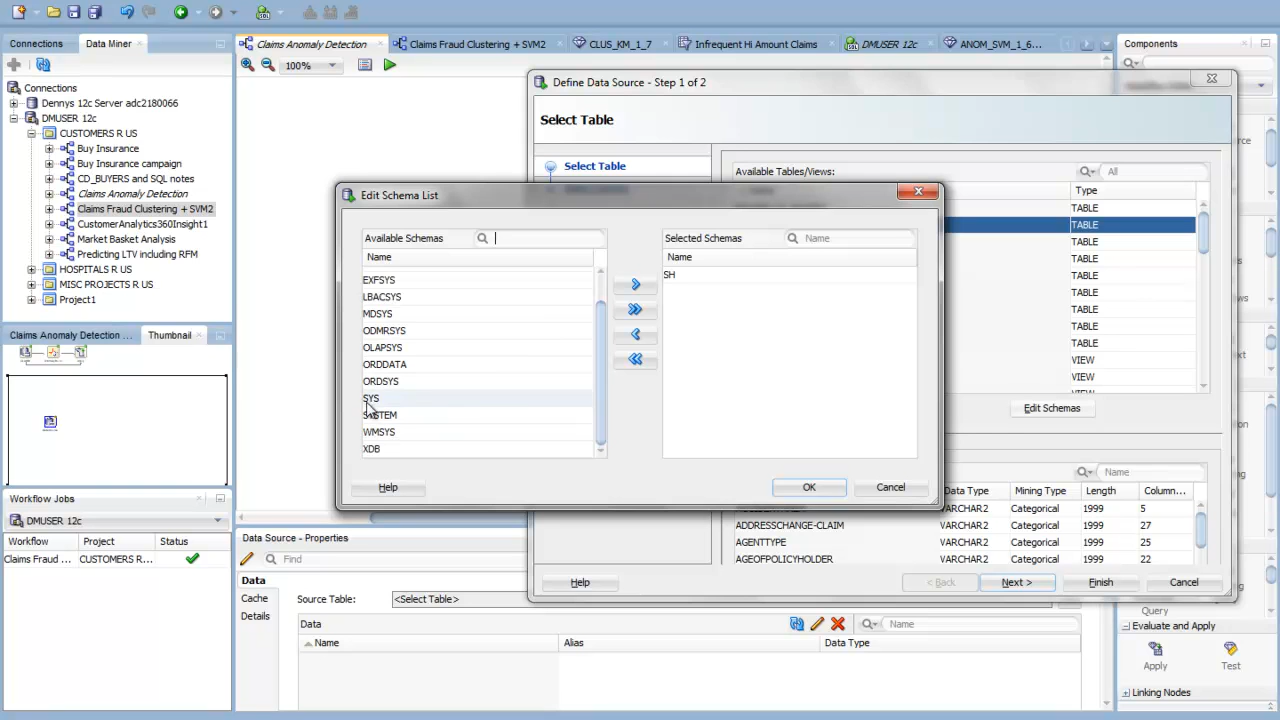 100%
Connections
Data Miner
Connections
Dennys 12c Server adc2180066
DMUSER 12c
CUSTOMERS R US
Buy Insurance
Buy Insurance campaign
CD_BUYERS and SQL notes
Claims Anomaly Detection
Claims Fraud Clustering + SVM2
CustomerAnalytics360Insight1
Market Basket Analysis
Predicting LTV including RFM
HOSPITALS R US
MISC PROJECTS R US
Project1
Claims Anomaly Detection ...
Thumbnail
Workflow Jobs
DMUSER 12c
Workflow
Project
Status
Claims Fraud ...
CUSTOMERS R...
Claims Anomaly Detection
Claims Fraud Clustering + SVM2
CLUS_KM_1_7
Infrequent Hi Amount Claims
DMUSER 12c
ANOM_SVM_1_6...
Components
Define Data Source - Step 1 of 2
Select Table
Select Table
Available Tables/Views:
All
Type
TABLE
TABLE
TABLE
TABLE
TABLE
TABLE
TABLE
TABLE
TABLE
VIEW
VIEW
Edit Schemas
Name
Data Type
Mining Type
Length
Column...
VARCHAR2
Categorical
1999
5
ADDRESSCHANGE-CLAIM
VARCHAR2
Categorical
1999
27
AGENTTYPE
VARCHAR2
Categorical
1999
25
AGEOFPOLICYHOLDER
VARCHAR2
Categorical
1999
22
Help
< Back
Next >
Finish
Cancel
Edit Schema List
Available Schemas
Name
EXFSYS
LBACSYS
MDSYS
ODMRSYS
OLAPSYS
ORDDATA
ORDSYS
SYS
SYSTEM
WMSYS
XDB
Selected Schemas
Name
Name
SH
Help
OK
Cancel
Data Source - Properties
Find
Data
Cache
Details
Source Table:
<Select Table>
Data
Name
Name
Alias
Data Type
Query
Evaluate and Apply
Apply
Test
Linking Nodes